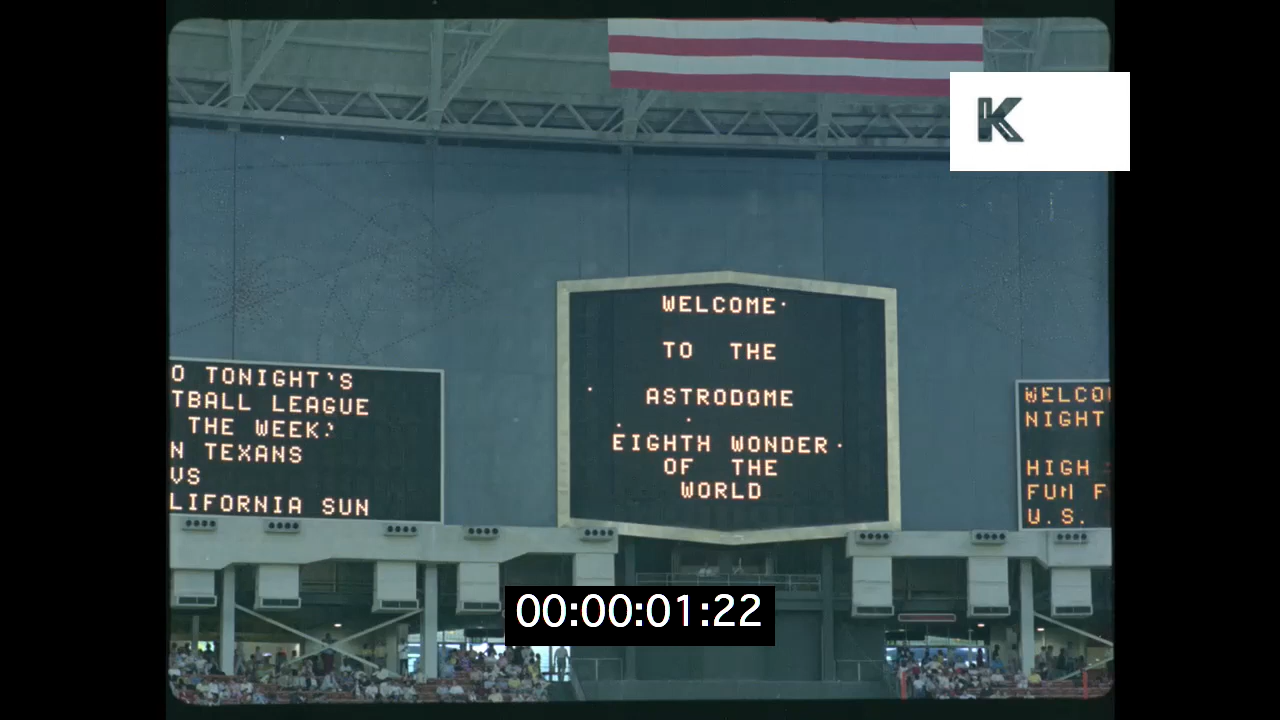 K
WELCOME
TO THE
ASTRODOME
EIGHTH WONDER
OF THE
WORLD
O TONIGHT'S
TBALL LEAGUE
THE WEEK!
N TEXANS
VS
LIFORNIA SUN
WELCO
NIGHT
HIGH
FUN F
U.S.
00:00:01:22